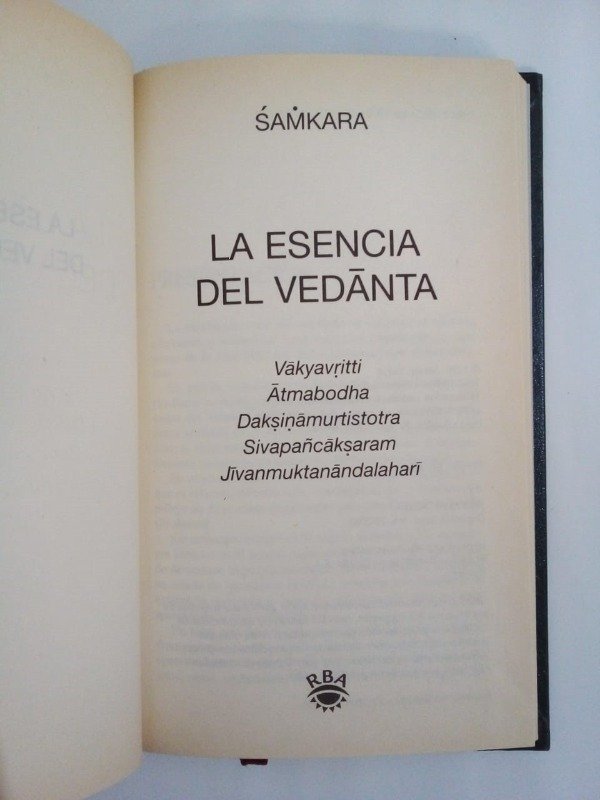 ŚAṀKARA
LA ESENCIA
DEL VEDĀNTA
Vākyavṛitti
Ātmabodha
Dakṣiṇāmurtistotra
Sivapañcākṣaram
Jīvanmuktanāndalaharī
RBA